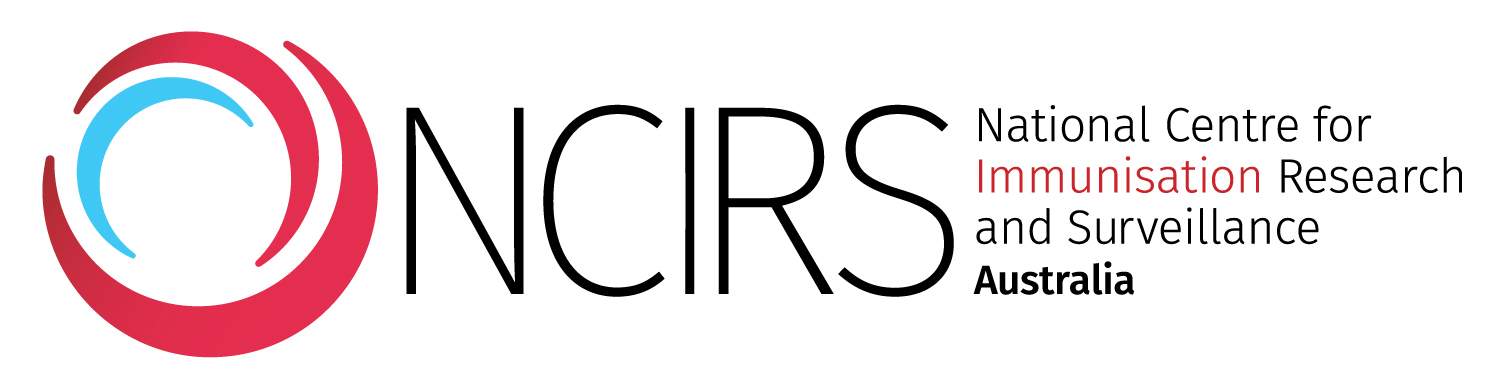 NCIRS
National Centre for
Immunisation Research
and Surveillance
Australia